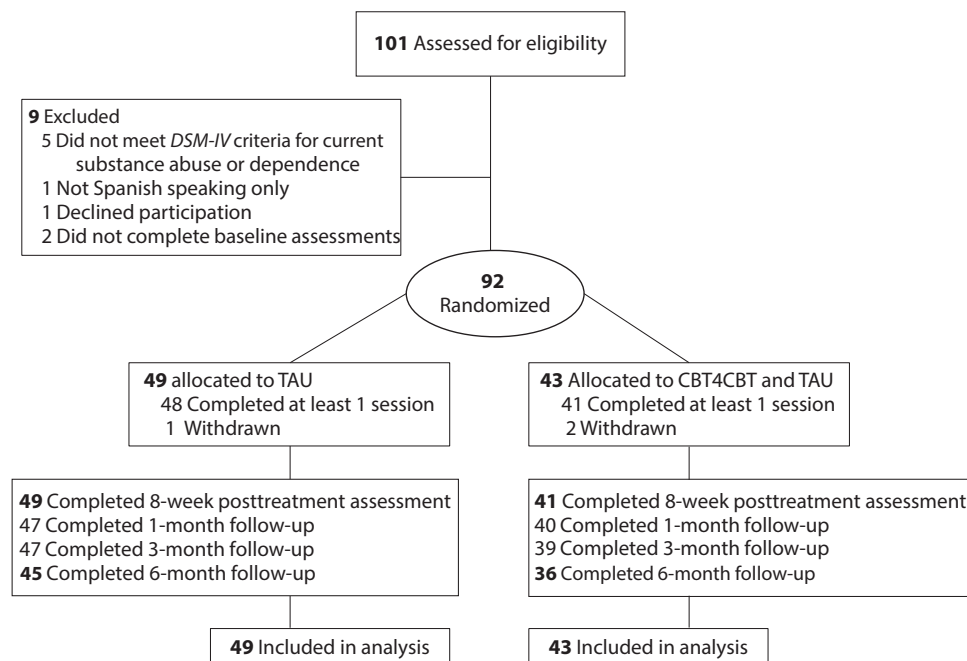 101 Assessed for eligibility
9 Excluded
5 Did not meet DSM-IV criteria for current
substance abuse or dependence
1 Not Spanish speaking only
1 Declined participation
2 Did not complete baseline assessments
92
Randomized
49 allocated to TAU
48 Completed at least 1 session
1 Withdrawn
43 Allocated to CBT4CBT and TAU
41 Completed at least 1 session
2 Withdrawn
49 Completed 8-week posttreatment assessment
47 Completed 1-month follow-up
47 Completed 3-month follow-up
45 Completed 6-month follow-up
41 Completed 8-week posttreatment assessment
40 Completed 1-month follow-up
39 Completed 3-month follow-up
36 Completed 6-month follow-up
49 Included in analysis
43 Included in analysis